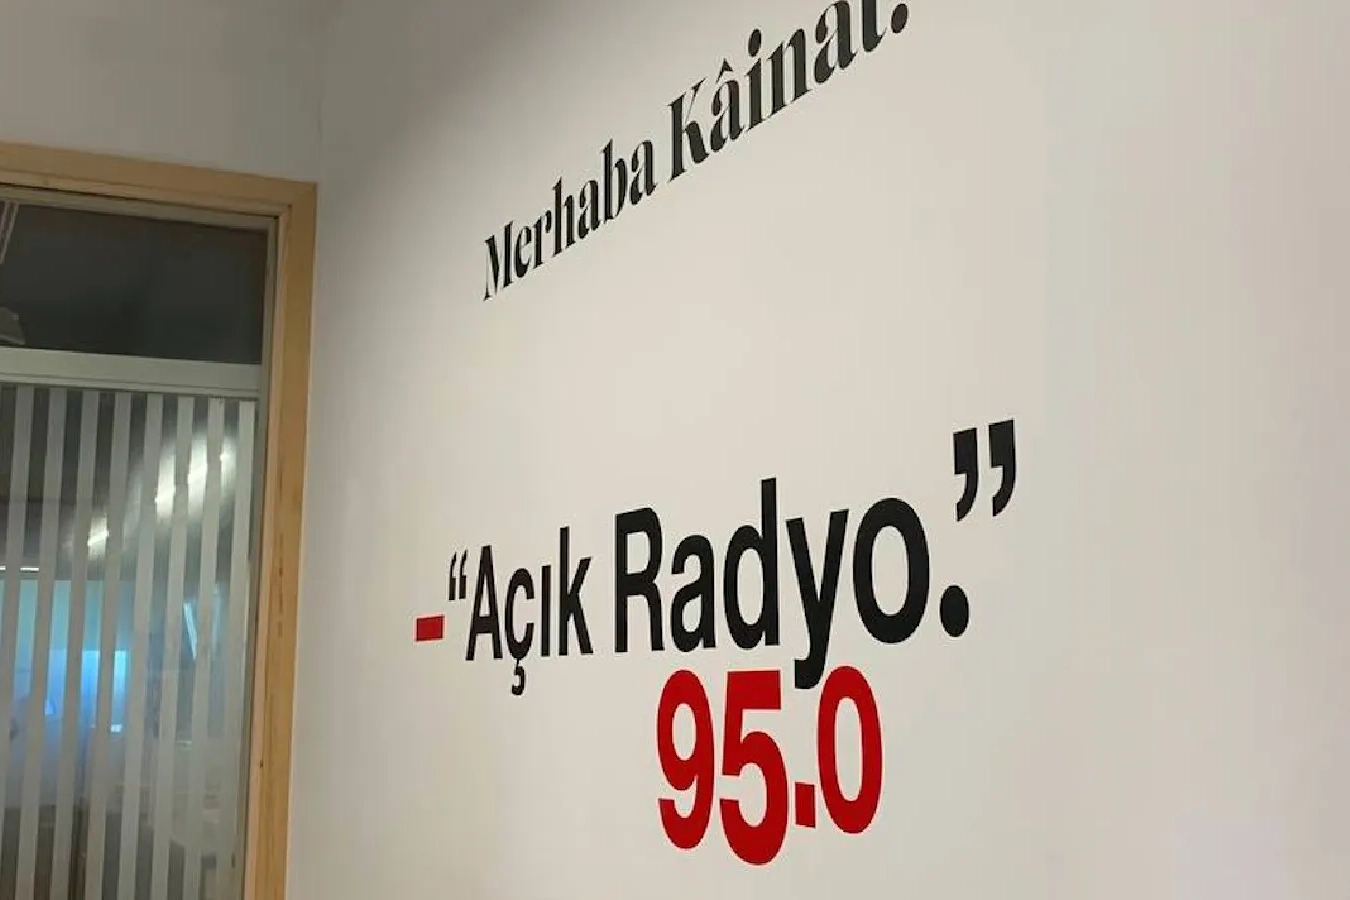 Merhaba Kâinat.
-“Açık Radyo.”
95.0